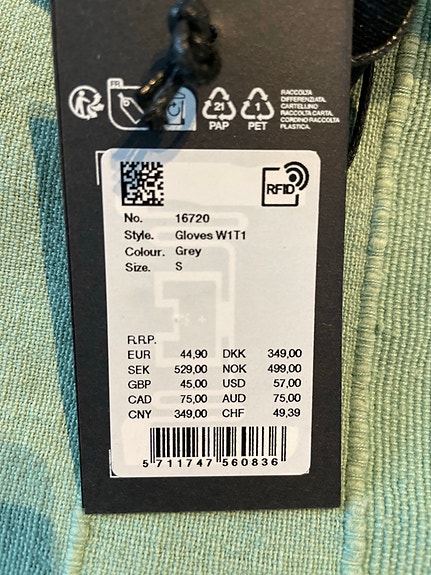 FR
21
PAP
1
PET
RACCOLTA
DIFFERENZIATA.
CARTELLINO
RACCOLTA CARTA,
CORDINO RACCOLTA
PLASTICA.
RFID
No. 16720
Style. Gloves W1T1
Colour. Grey
Size. S
R.R.P.
EUR 44,90 DKK 349,00
SEK 529,00 NOK 499,00
GBP 45,00 USD 57,00
CAD 75,00 AUD 75,00
CNY 349,00 CHF 49,39
5 711747 560836